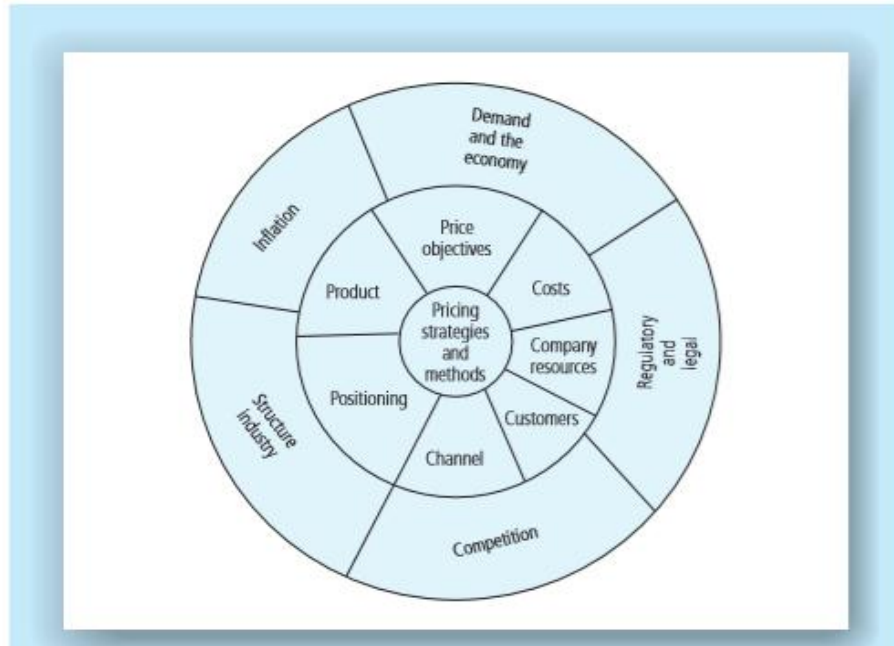 Demand
and the
economy
Inflation
Price
objectives
Product
Costs
Pricing
strategies
and
methods
Company
resources
Regulatory
and
legal
Positioning
Customers
Structure
industry
Channel
Competition